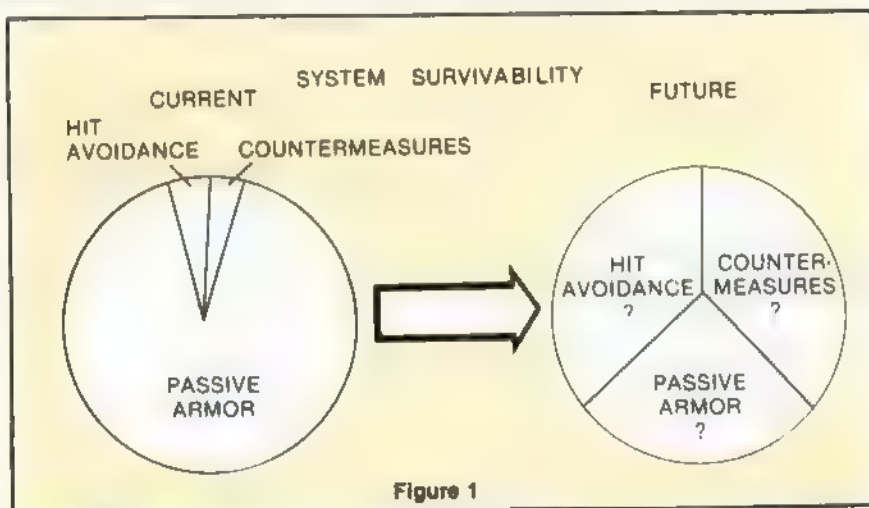 SYSTEM SURVIVABILITY
CURRENT
HIT
AVOIDANCE
COUNTERMEASURES
PASSIVE
ARMOR
FUTURE
HIT
AVOIDANCE
?
COUNTER-
MEASURES
?
PASSIVE
ARMOR
?
Figure 1